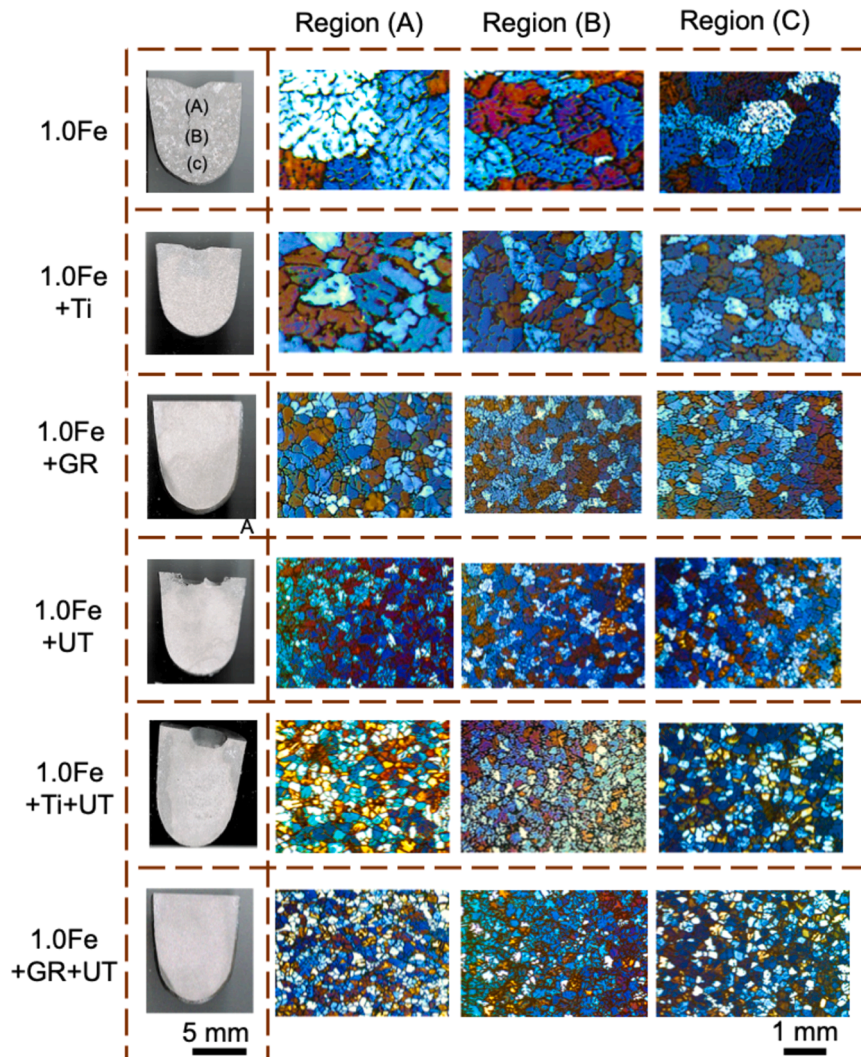 Region (A) Region (B) Region (C)
1.0Fe
(A)
(B)
(c)
1.0Fe
+Ti
1.0Fe
+GR
A
1.0Fe
+UT
1.0Fe
+Ti+UT
1.0Fe
+GR+UT
5 mm
1 mm